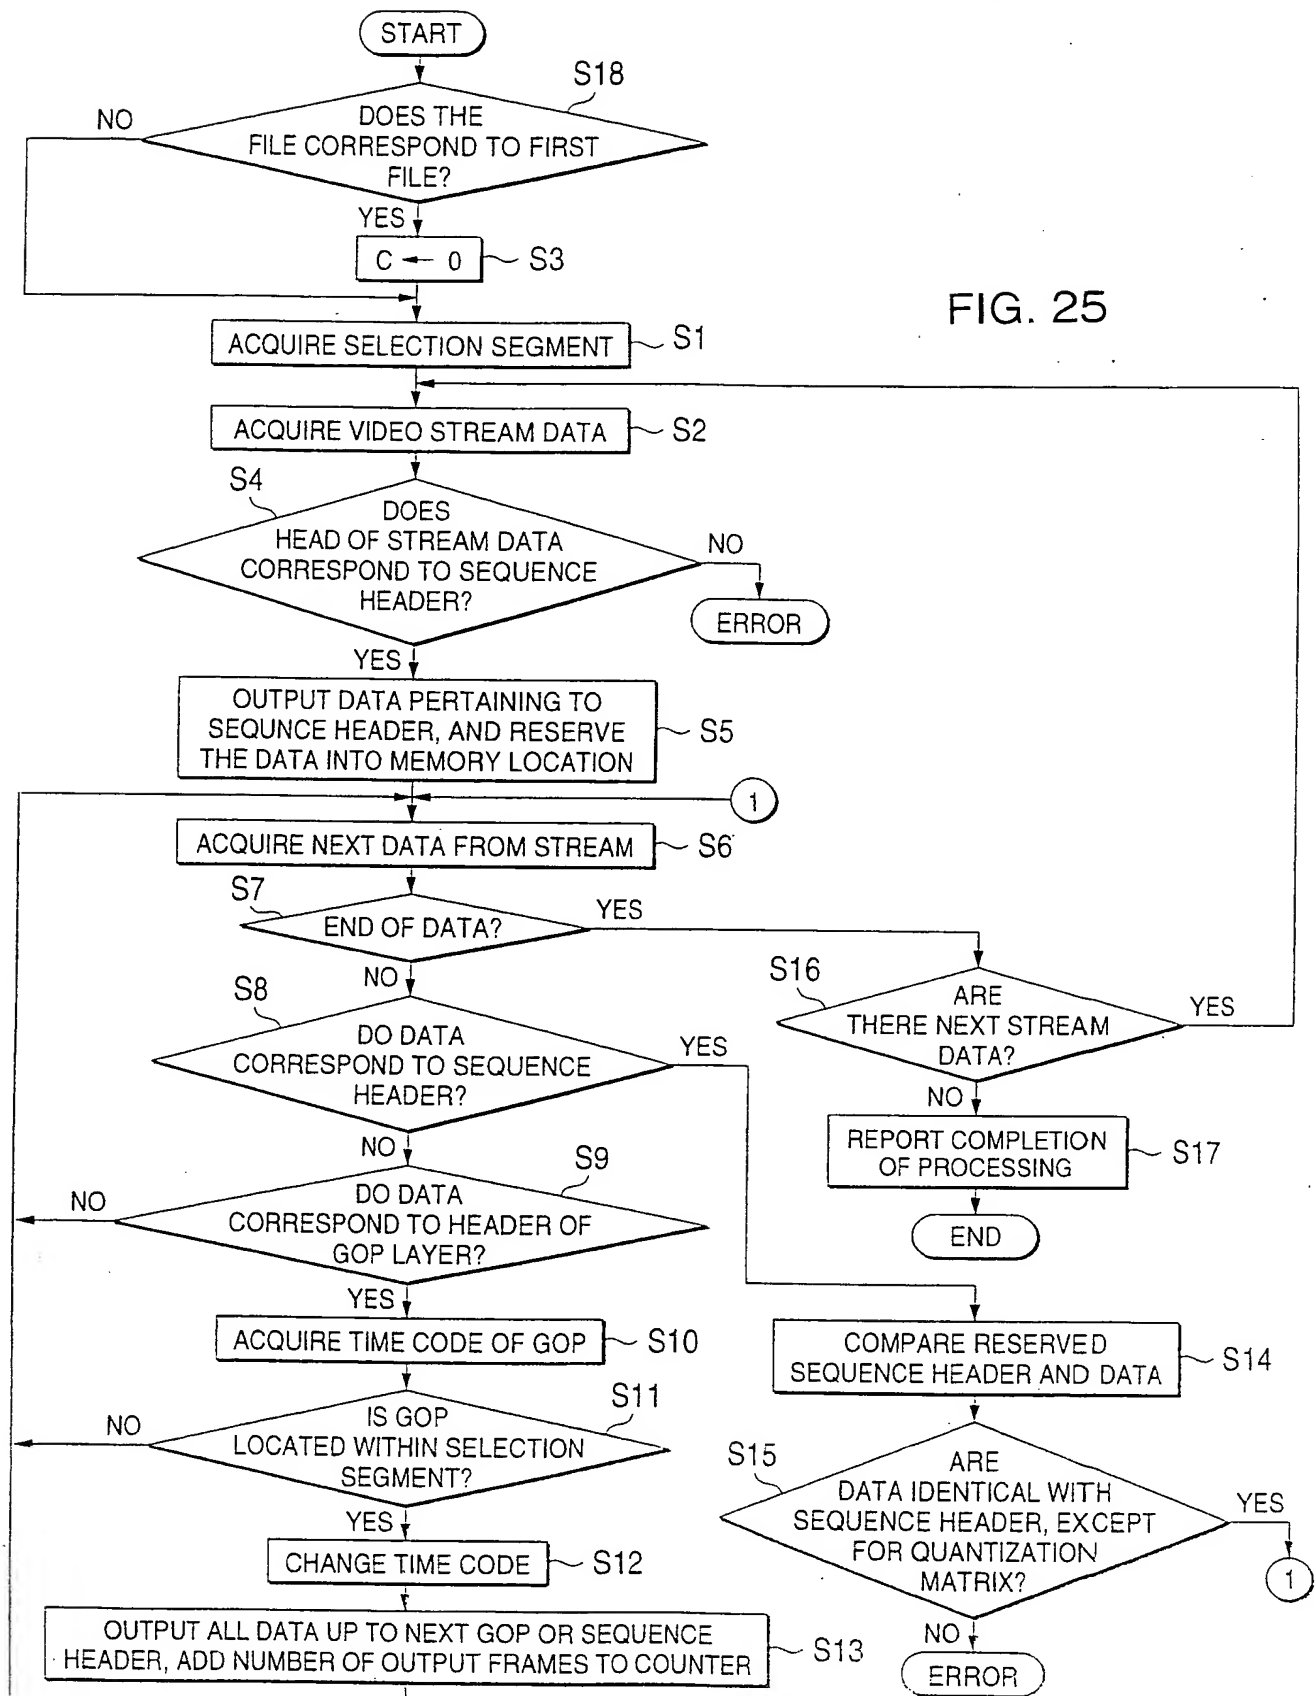 START
S18
DOES THE
FILE CORRESPOND TO FIRST
FILE?
NO
YES
C ← 0
S3
FIG. 25
ACQUIRE SELECTION SEGMENT
S1
ACQUIRE VIDEO STREAM DATA
S2
S4
DOES
HEAD OF STREAM DATA
CORRESPOND TO SEQUENCE
HEADER?
NO
ERROR
YES
OUTPUT DATA PERTAINING TO
SEQUNCE HEADER, AND RESERVE
THE DATA INTO MEMORY LOCATION
S5
1
ACQUIRE NEXT DATA FROM STREAM
S6
S7
END OF DATA?
YES
NO
S16
ARE
THERE NEXT STREAM
DATA?
YES
NO
REPORT COMPLETION
OF PROCESSING
S17
END
S8
DO DATA
CORRESPOND TO SEQUENCE
HEADER?
YES
NO
S9
DO DATA
CORRESPOND TO HEADER OF
GOP LAYER?
NO
YES
ACQUIRE TIME CODE OF GOP
S10
COMPARE RESERVED
SEQUENCE HEADER AND DATA
S14
S11
IS GOP
LOCATED WITHIN SELECTION
SEGMENT?
NO
YES
S15
ARE
DATA IDENTICAL WITH
SEQUENCE HEADER, EXCEPT
FOR QUANTIZATION
MATRIX?
YES
1
NO
ERROR
CHANGE TIME CODE
S12
OUTPUT ALL DATA UP TO NEXT GOP OR SEQUENCE
HEADER, ADD NUMBER OF OUTPUT FRAMES TO COUNTER
S13